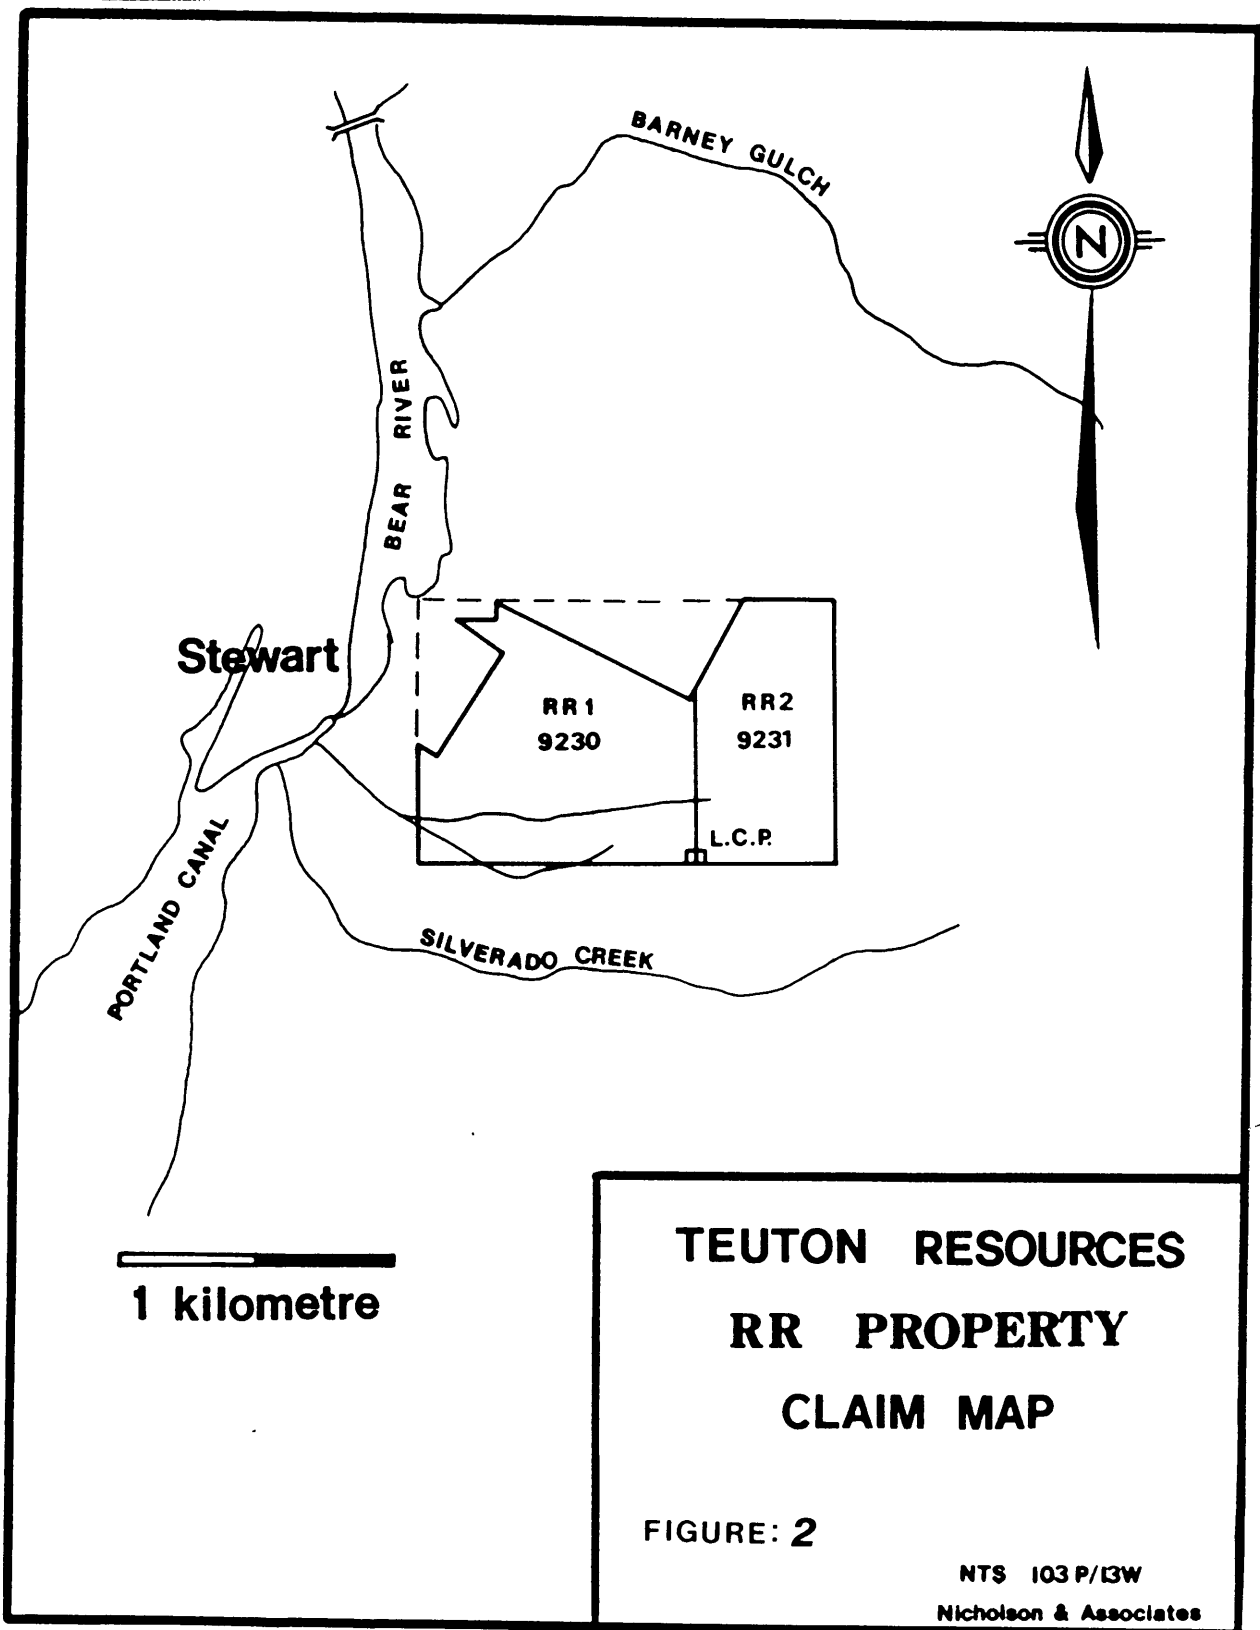 BARNEY GULCH
N
BEAR RIVER
Stewart
RR 1
9230
RR 2
9231
L.C.P.
PORTLAND CANAL
SILVERADO CREEK
1 kilometre
TEUTON RESOURCES
RR PROPERTY
CLAIM MAP
FIGURE: 2
NTS 103 P/13W
Nicholson & Associates